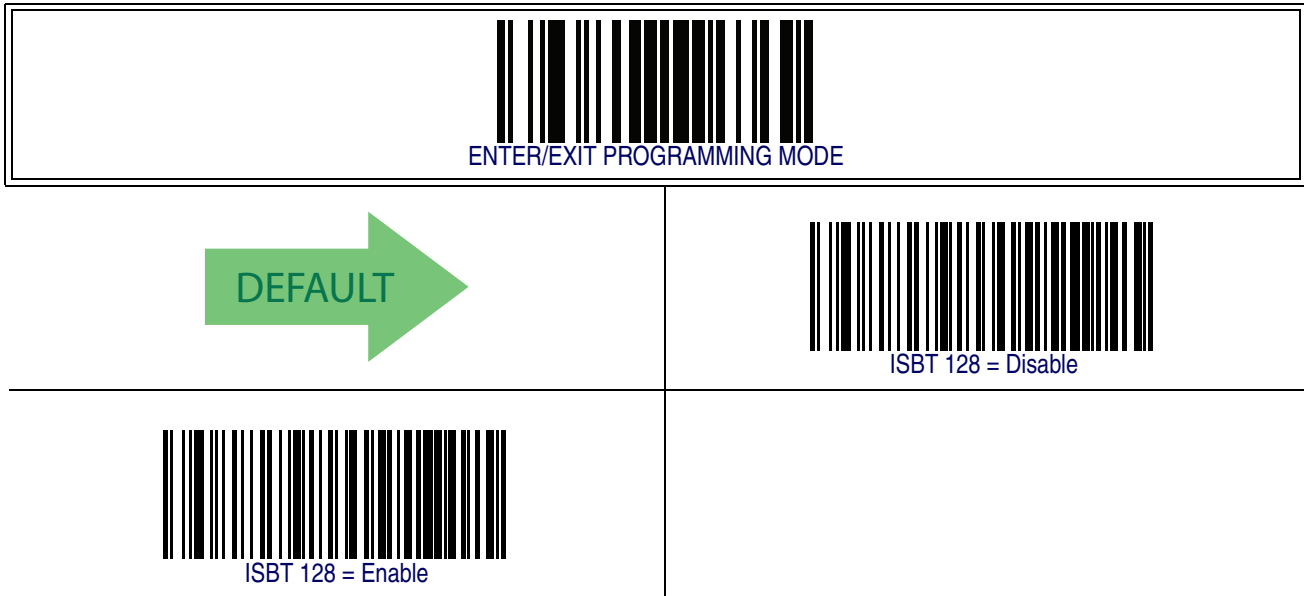 ENTER/EXIT PROGRAMMING MODE
DEFAULT
ISBT 128 = Disable
ISBT 128 = Enable